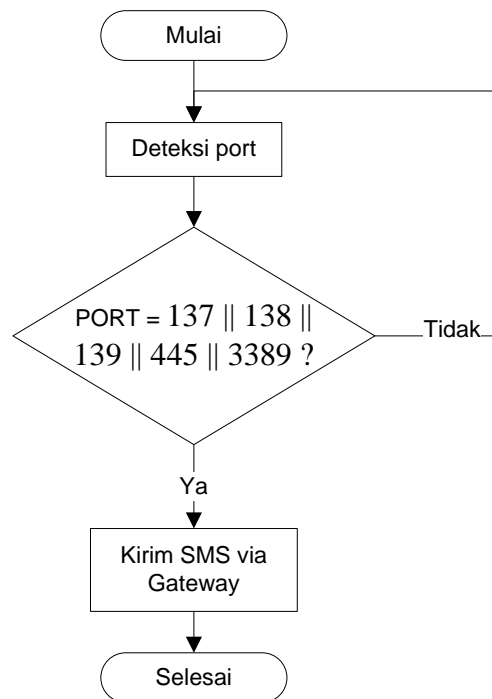 Mulai
Deteksi port
PORT = 137 || 138 ||
139 || 445 || 3389 ?
Tidak
Ya
Kirim SMS via
Gateway
Selesai